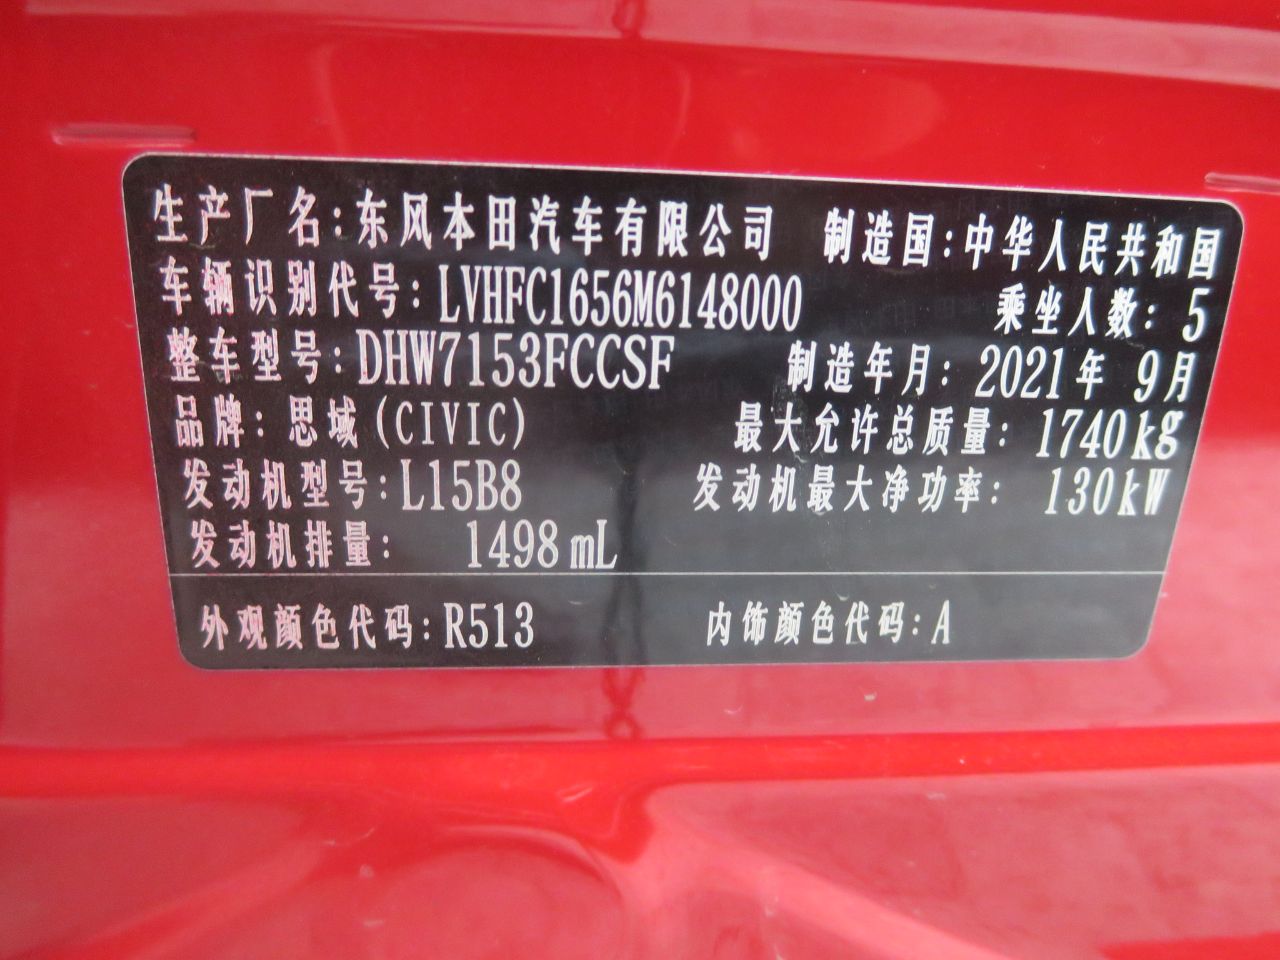 生产厂名:东风本田汽车有限公司 制造国:中华人民共和国
车辆识别代号:LVHFC1656M6148000 乘坐人数:5
整车型号:DHW7153FCCSF 制造年月:2021年 9月
品牌:思域(CIVIC) 最大允许总质量:1740kg
发动机型号:L15B8 发动机最大净功率:130kW
发动机排量: 1498mL
外观颜色代码:R513 内饰颜色代码:A